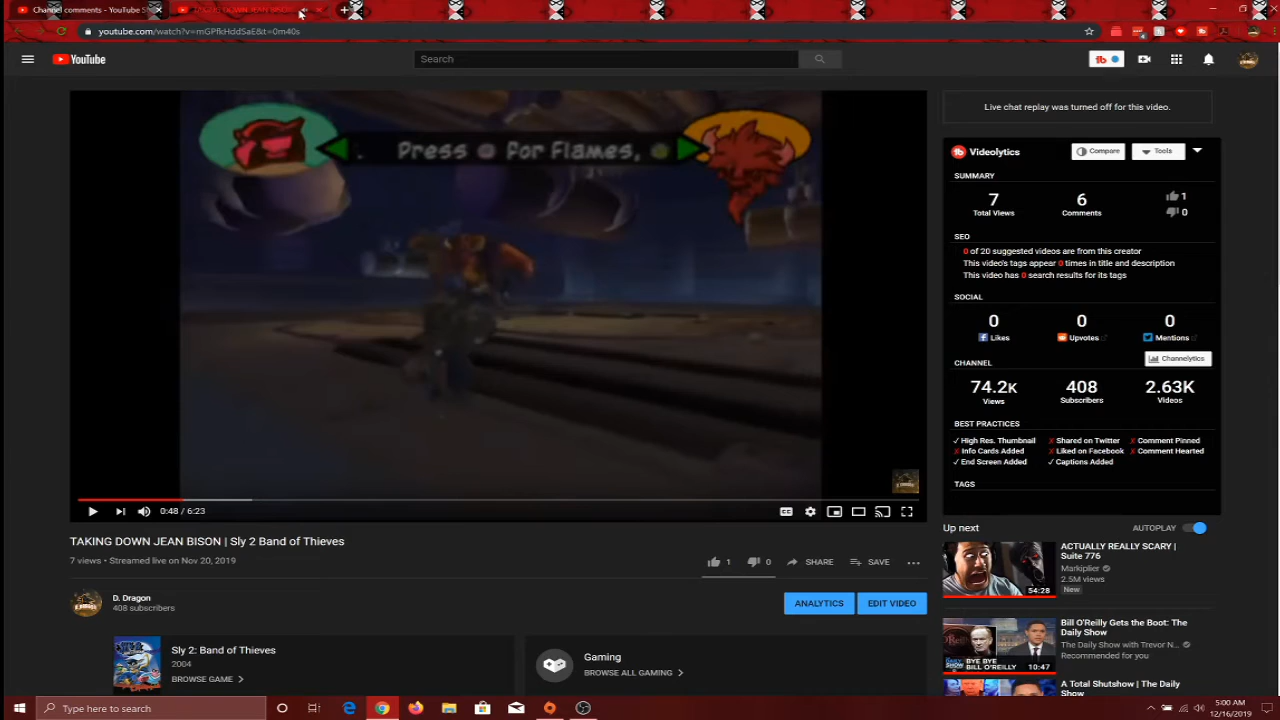 Channel comments - YouTube S
TAKING DOWN JEAN BISON
youtube.com/watch?v=mGPfkHddSaE&t=0m40s
YouTube
Search
Live chat replay was turned off for this video.
. Press for Flames,
Videolytics
Compare
Tools
SUMMARY
7
Total Views
6
Comments
1
0
SEO
0 of 20 suggested videos are from this creator
This video's tags appear 0 times in title and description
This video has 0 search results for its tags
SOCIAL
0
Likes
0
Upvotes
0
Mentions
CHANNEL
Channelytics
74.2K
Views
408
Subscribers
2.63K
Videos
BEST PRACTICES
✓ High Res. Thumbnail
✗ Shared on Twitter
✗ Comment Pinned
✗ Info Cards Added
✗ Liked on Facebook
✗ Comment Hearted
✓ End Screen Added
✓ Captions Added
TAGS
0:48 / 6:23
TAKING DOWN JEAN BISON | Sly 2 Band of Thieves
7 views • Streamed live on Nov 20, 2019
1
0
SHARE
SAVE
D. Dragon
408 subscribers
ANALYTICS
EDIT VIDEO
Sly 2: Band of Thieves
2004
BROWSE GAME
Gaming
BROWSE ALL GAMING
Up next
AUTOPLAY
ACTUALLY REALLY SCARY |
Suite 776
Markiplier
2.5M views
New
54:28
Bill O'Reilly Gets the Boot: The
Daily Show
The Daily Show with Trevor N...
Recommended for you
BYE BYE
BILL O'REILLY
10:47
A Total Shutshow | The Daily
Show
Type here to search
5:00 AM
12/16/2019